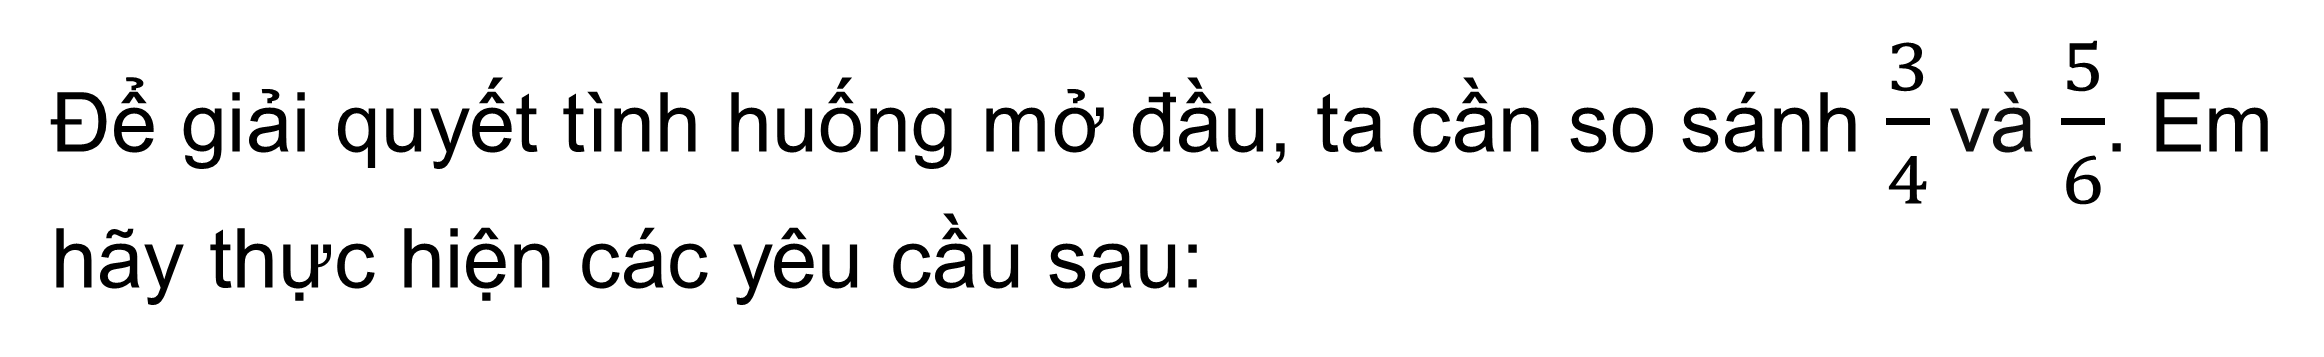 Để giải quyết tình huống mở đầu, ta cần so sánh 3/4 và 5/6. Em
hãy thực hiện các yêu cầu sau: